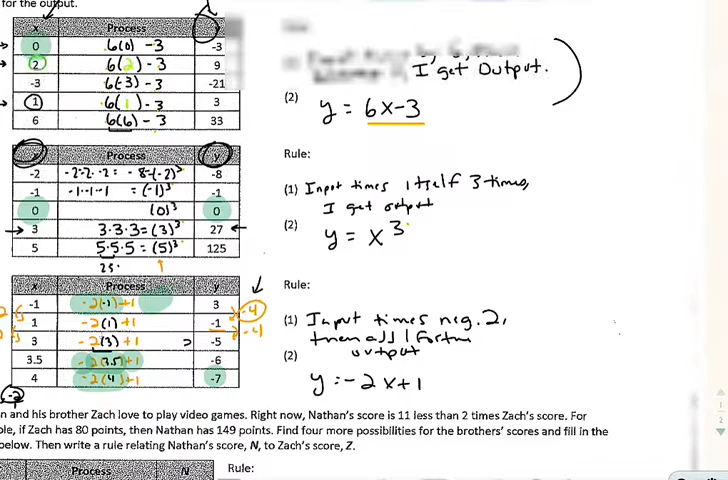 for the output.
x Process y
0 6(0) - 3 -3
2 6(2) - 3 9
-3 6(-3) - 3 -21
1 6(1) - 3 3
6 6(6) - 3 33
I get Output.
(2) y = 6x-3
x Process y
-2 -2·-2·-2 = -8=(-2)³ -8
-1 -1·-1·-1 = (-1)³ -1
0 (0)³ 0
3 3·3·3=(3)³ 27
5 5·5·5=(5)³ 125
25·
Rule:
(1) Input times itself 3 times,
I get output
(2) y = x³
x Process y
-1 -2(-1)+1 3
1 -2(1)+1 -1
3 -2(3)+1 -5
3.5 -2(3.5)+1 -6
4 -2(4)+1 -7
-2
Rule:
(1) Input times neg. 2,
then add 1 for the
output
(2) y=-2x+1
n and his brother Zach love to play video games. Right now, Nathan's score is 11 less than 2 times Zach's score. For
ple, if Zach has 80 points, then Nathan has 149 points. Find four more possibilities for the brothers' scores and fill in the
below. Then write a rule relating Nathan's score, N, to Zach's score, Z.
Process N
Rule:
1
2